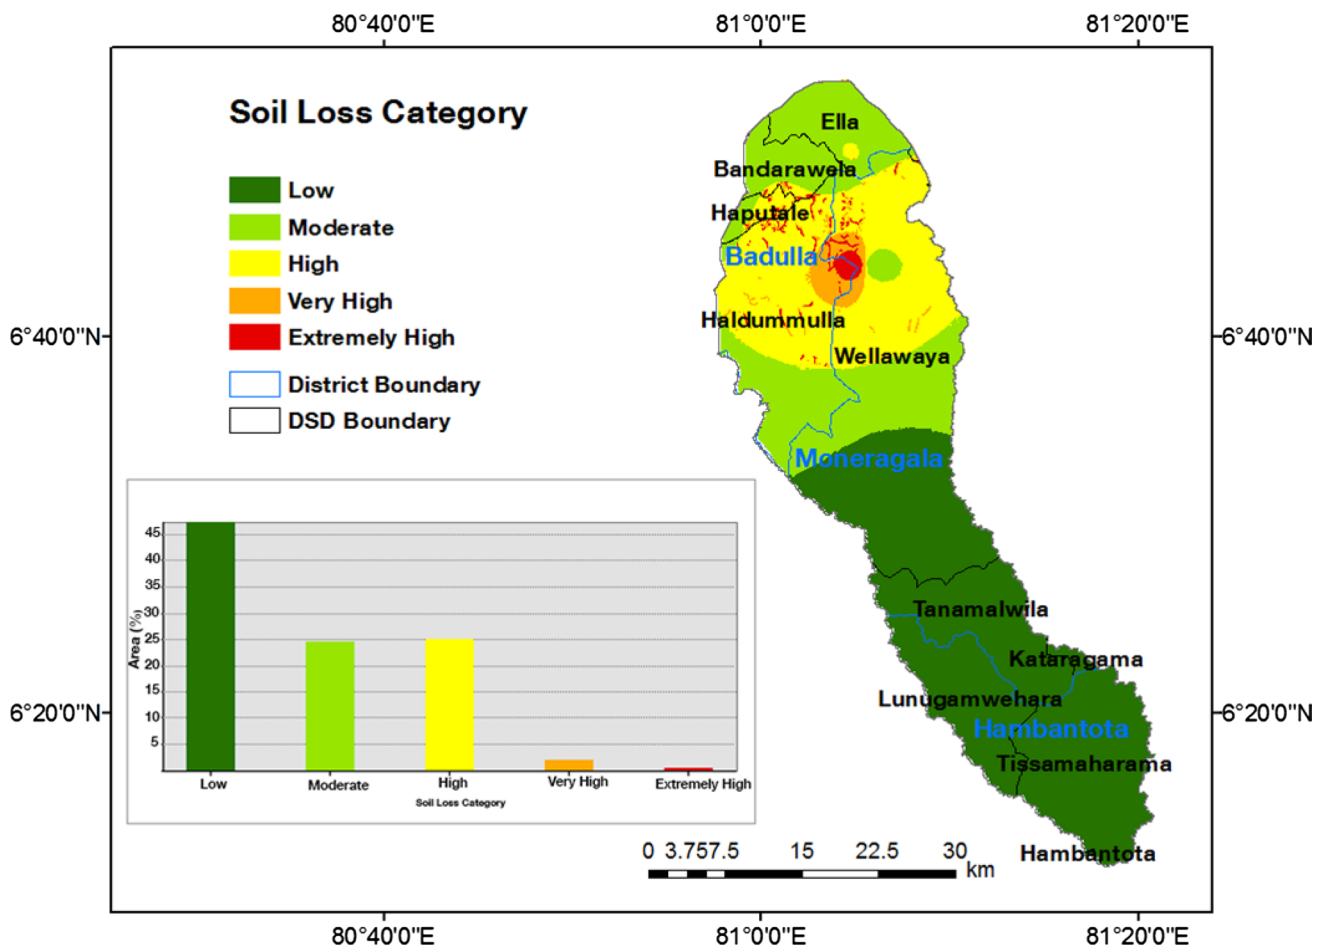 80°40'0"E 81°0'0"E 81°20'0"E
Soil Loss Category
Low
Moderate
High
Very High
Extremely High
District Boundary
DSD Boundary
Ella
Bandarawela
Haputale
Badulla
Haldummulla
Wellawaya
Moneragala
Tanamalwila
Kataragama
Lunugamwehara
Hambantota
Tissamaharama
Hambantota
6°40'0"N 6°40'0"N
6°20'0"N 6°20'0"N
Area (%)
45
40
35
30
25
20
15
10
5
Low Moderate High Very High Extremely High
Soil Loss Category
0 3.75 7.5 15 22.5 30
km
80°40'0"E 81°0'0"E 81°20'0"E